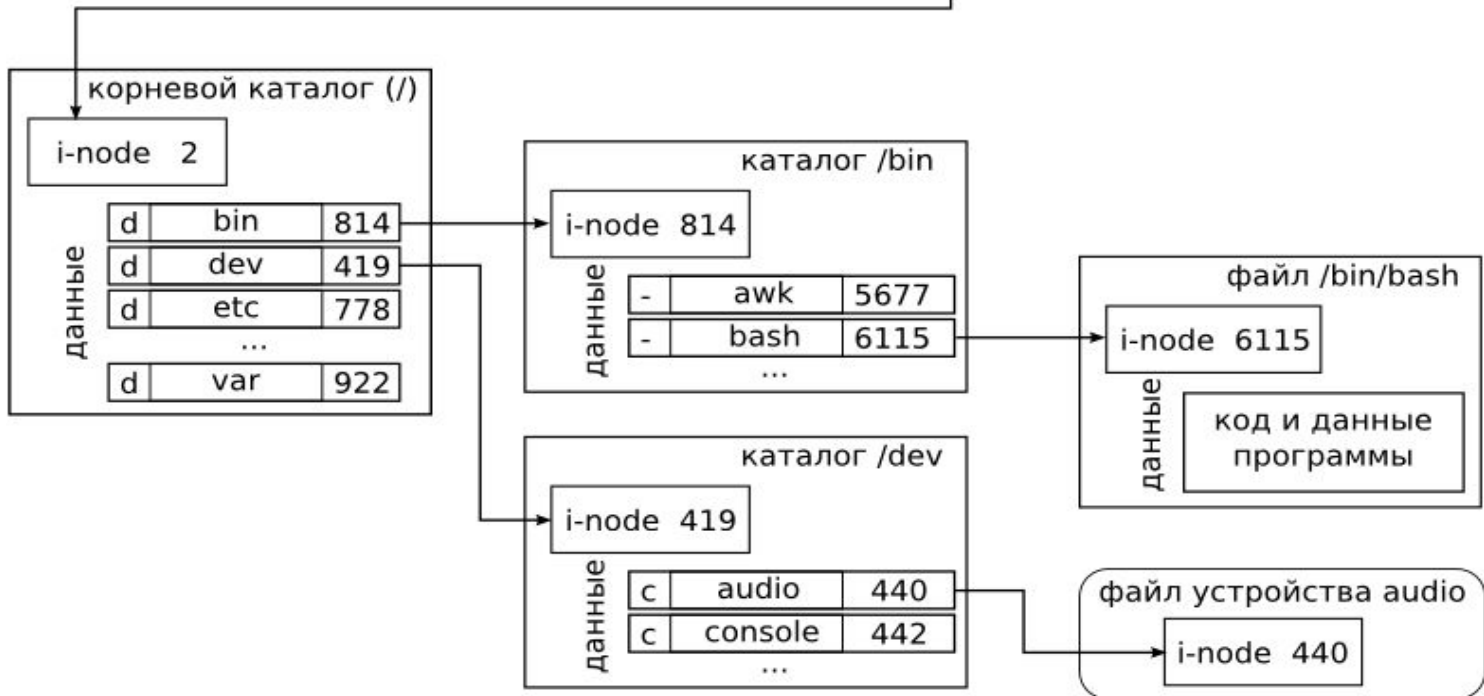 корневой каталог (/)
i-node 2
данные
d bin 814
d dev 419
d etc 778
...
d var 922
каталог /bin
i-node 814
данные
- awk 5677
- bash 6115
...
файл /bin/bash
i-node 6115
данные
код и данные
программы
каталог /dev
i-node 419
данные
c audio 440
c console 442
...
файл устройства audio
i-node 440